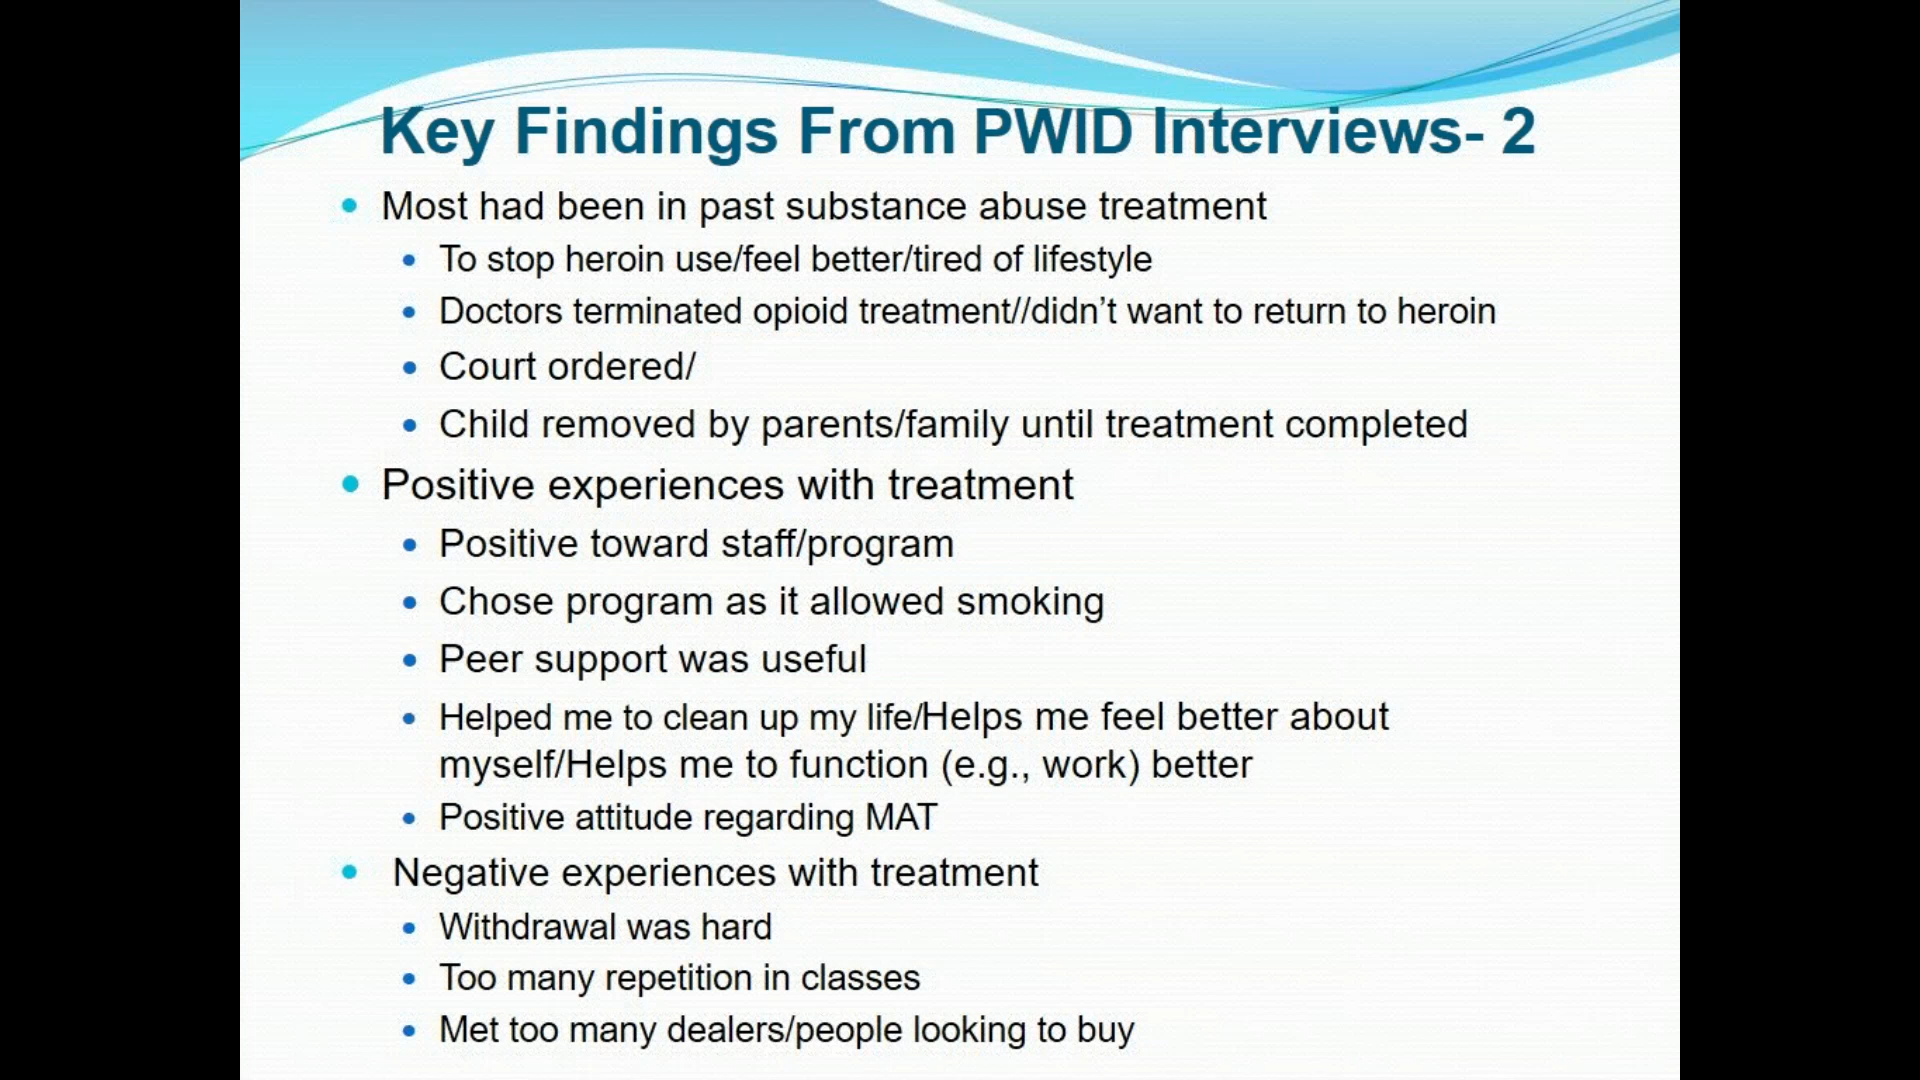 Key Findings From PWID Interviews- 2
Most had been in past substance abuse treatment
To stop heroin use/feel better/tired of lifestyle
Doctors terminated opioid treatment//didn’t want to return to heroin
Court ordered/
Child removed by parents/family until treatment completed
Positive experiences with treatment
Positive toward staff/program
Chose program as it allowed smoking
Peer support was useful
Helped me to clean up my life/Helps me feel better about
myself/Helps me to function (e.g., work) better
Positive attitude regarding MAT
Negative experiences with treatment
Withdrawal was hard
Too many repetition in classes
Met too many dealers/people looking to buy